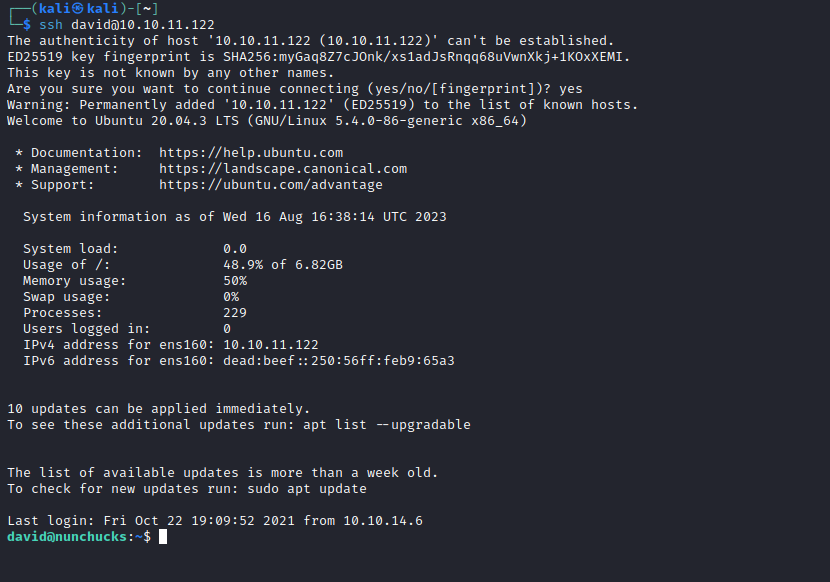 ┌──(kali㉿kali)-[~]
└─$ ssh david@10.10.11.122
The authenticity of host '10.10.11.122 (10.10.11.122)' can't be established.
ED25519 key fingerprint is SHA256:myGaq8Z7cJOnk/xs1adJsRnqq68uVwnXkj+1KOxXEMI.
This key is not known by any other names.
Are you sure you want to continue connecting (yes/no/[fingerprint])? yes
Warning: Permanently added '10.10.11.122' (ED25519) to the list of known hosts.
Welcome to Ubuntu 20.04.3 LTS (GNU/Linux 5.4.0-86-generic x86_64)
* Documentation: https://help.ubuntu.com
* Management: https://landscape.canonical.com
* Support: https://ubuntu.com/advantage
System information as of Wed 16 Aug 16:38:14 UTC 2023
System load: 0.0
Usage of /: 48.9% of 6.82GB
Memory usage: 50%
Swap usage: 0%
Processes: 229
Users logged in: 0
IPv4 address for ens160: 10.10.11.122
IPv6 address for ens160: dead:beef::250:56ff:feb9:65a3
10 updates can be applied immediately.
To see these additional updates run: apt list --upgradable
The list of available updates is more than a week old.
To check for new updates run: sudo apt update
Last login: Fri Oct 22 19:09:52 2021 from 10.10.14.6
david@nunchucks:~$